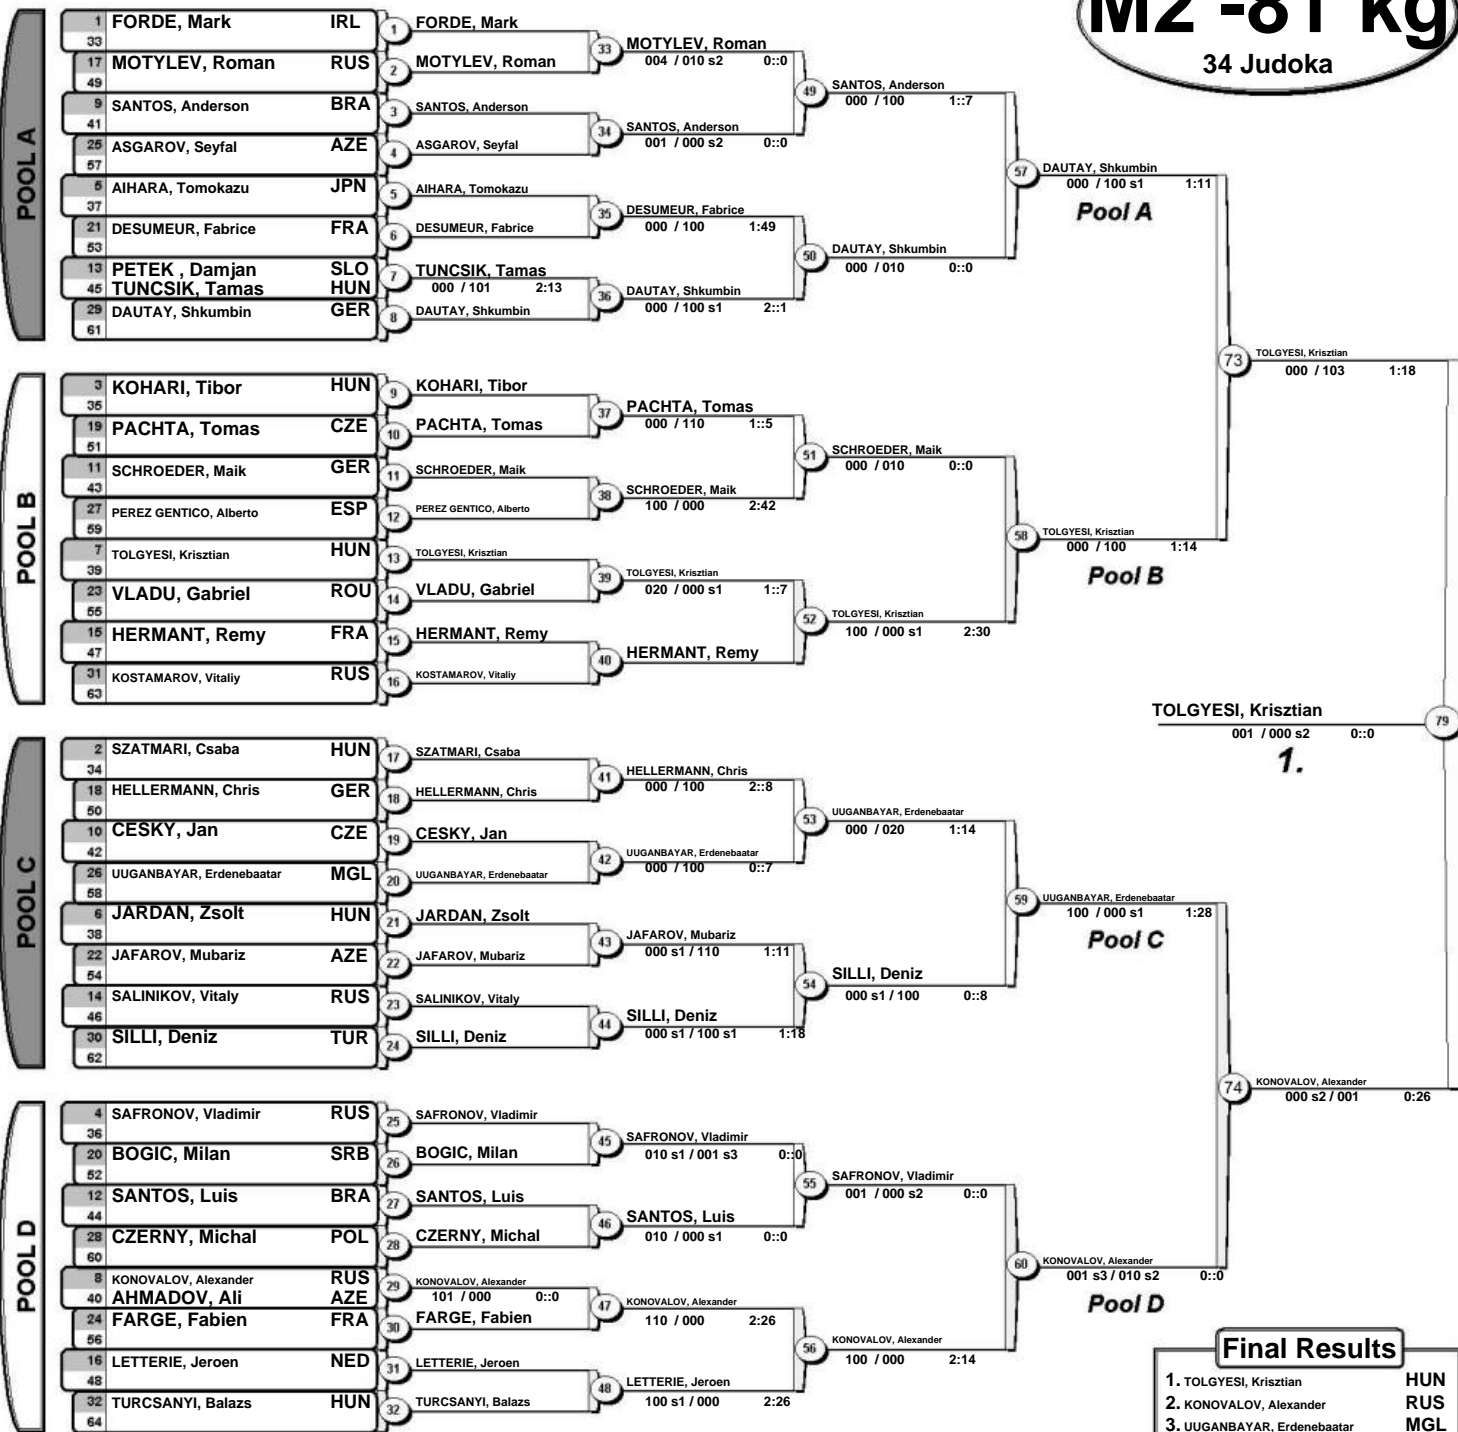 M2 -81 kg
34 Judoka
POOL A
1 FORDE, Mark IRL
33
17 MOTYLEV, Roman RUS
49
9 SANTOS, Anderson BRA
41
25 ASGAROV, Seyfal AZE
57
5 AIHARA, Tomokazu JPN
37
21 DESUMEUR, Fabrice FRA
53
13 PETEK , Damjan SLO
45 TUNCSIK, Tamas HUN
29 DAUTAY, Shkumbin GER
61
1 FORDE, Mark
2 MOTYLEV, Roman
3 SANTOS, Anderson
4 ASGAROV, Seyfal
5 AIHARA, Tomokazu
6 DESUMEUR, Fabrice
7 TUNCSIK, Tamas
000 / 101 2:13
8 DAUTAY, Shkumbin
33 MOTYLEV, Roman
004 / 010 s2 0::0
34 SANTOS, Anderson
001 / 000 s2 0::0
35 DESUMEUR, Fabrice
000 / 100 1:49
36 DAUTAY, Shkumbin
000 / 100 s1 2::1
49 SANTOS, Anderson
000 / 100 1::7
50 DAUTAY, Shkumbin
000 / 010 0::0
57 DAUTAY, Shkumbin
000 / 100 s1 1:11
Pool A
POOL B
3 KOHARI, Tibor HUN
35
19 PACHTA, Tomas CZE
51
11 SCHROEDER, Maik GER
43
27 PEREZ GENTICO, Alberto ESP
59
7 TOLGYESI, Krisztian HUN
39
23 VLADU, Gabriel ROU
55
15 HERMANT, Remy FRA
47
31 KOSTAMAROV, Vitaliy RUS
63
9 KOHARI, Tibor
10 PACHTA, Tomas
11 SCHROEDER, Maik
12 PEREZ GENTICO, Alberto
13 TOLGYESI, Krisztian
14 VLADU, Gabriel
15 HERMANT, Remy
16 KOSTAMAROV, Vitaliy
37 PACHTA, Tomas
000 / 110 1::5
38 SCHROEDER, Maik
100 / 000 2:42
39 TOLGYESI, Krisztian
020 / 000 s1 1::7
40 HERMANT, Remy
51 SCHROEDER, Maik
000 / 010 0::0
52 TOLGYESI, Krisztian
100 / 000 s1 2:30
58 TOLGYESI, Krisztian
000 / 100 1:14
Pool B
73 TOLGYESI, Krisztian
000 / 103 1:18
TOLGYESI, Krisztian 79
001 / 000 s2 0::0
1.
POOL C
2 SZATMARI, Csaba HUN
34
18 HELLERMANN, Chris GER
50
10 CESKY, Jan CZE
42
26 UUGANBAYAR, Erdenebaatar MGL
58
6 JARDAN, Zsolt HUN
38
22 JAFAROV, Mubariz AZE
54
14 SALINIKOV, Vitaly RUS
46
30 SILLI, Deniz TUR
62
17 SZATMARI, Csaba
18 HELLERMANN, Chris
19 CESKY, Jan
20 UUGANBAYAR, Erdenebaatar
21 JARDAN, Zsolt
22 JAFAROV, Mubariz
23 SALINIKOV, Vitaly
24 SILLI, Deniz
41 HELLERMANN, Chris
000 / 100 2::8
42 UUGANBAYAR, Erdenebaatar
000 / 100 0::7
43 JAFAROV, Mubariz
000 s1 / 110 1:11
44 SILLI, Deniz
000 s1 / 100 s1 1:18
53 UUGANBAYAR, Erdenebaatar
000 / 020 1:14
54 SILLI, Deniz
000 s1 / 100 0::8
59 UUGANBAYAR, Erdenebaatar
100 / 000 s1 1:28
Pool C
74 KONOVALOV, Alexander
000 s2 / 001 0:26
POOL D
4 SAFRONOV, Vladimir RUS
36
20 BOGIC, Milan SRB
52
12 SANTOS, Luis BRA
44
28 CZERNY, Michal POL
60
8 KONOVALOV, Alexander RUS
40 AHMADOV, Ali AZE
24 FARGE, Fabien FRA
56
16 LETTERIE, Jeroen NED
48
32 TURCSANYI, Balazs HUN
64
25 SAFRONOV, Vladimir
26 BOGIC, Milan
27 SANTOS, Luis
28 CZERNY, Michal
29 KONOVALOV, Alexander
101 / 000 0::0
30 FARGE, Fabien
31 LETTERIE, Jeroen
32 TURCSANYI, Balazs
45 SAFRONOV, Vladimir
010 s1 / 001 s3 0::0
46 SANTOS, Luis
010 / 000 s1 0::0
47 KONOVALOV, Alexander
110 / 000 2:26
48 LETTERIE, Jeroen
100 s1 / 000 2:26
55 SAFRONOV, Vladimir
001 / 000 s2 0::0
56 KONOVALOV, Alexander
100 / 000 2:14
60 KONOVALOV, Alexander
001 s3 / 010 s2 0::0
Pool D
Final Results
1. TOLGYESI, Krisztian HUN
2. KONOVALOV, Alexander RUS
3. UUGANBAYAR, Erdenebaatar MGL